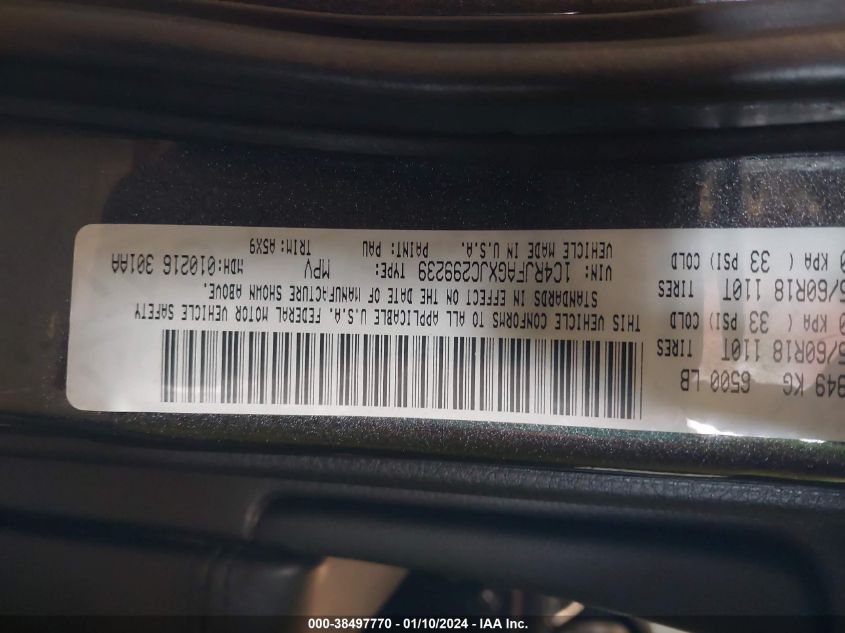 949 KG 6500 LB
5/60R18 110T TIRES
0 KPA ( 33 PSI) COLD
5/60R18 110T TIRES
0 KPA ( 33 PSI) COLD
THIS VEHICLE CONFORMS TO ALL APPLICABLE U.S.A. FEDERAL MOTOR VEHICLE SAFETY
STANDARDS IN EFFECT ON THE DATE OF MANUFACTURE SHOWN ABOVE.
VIN: 1C4RJFAGXJC299239 TYPE: MPV MDH:010216 301AA
VEHICLE MADE IN U.S.A. PAINT: PAU TRIM:A5X9
000-38497770 - 01/10/2024 - IAA Inc.